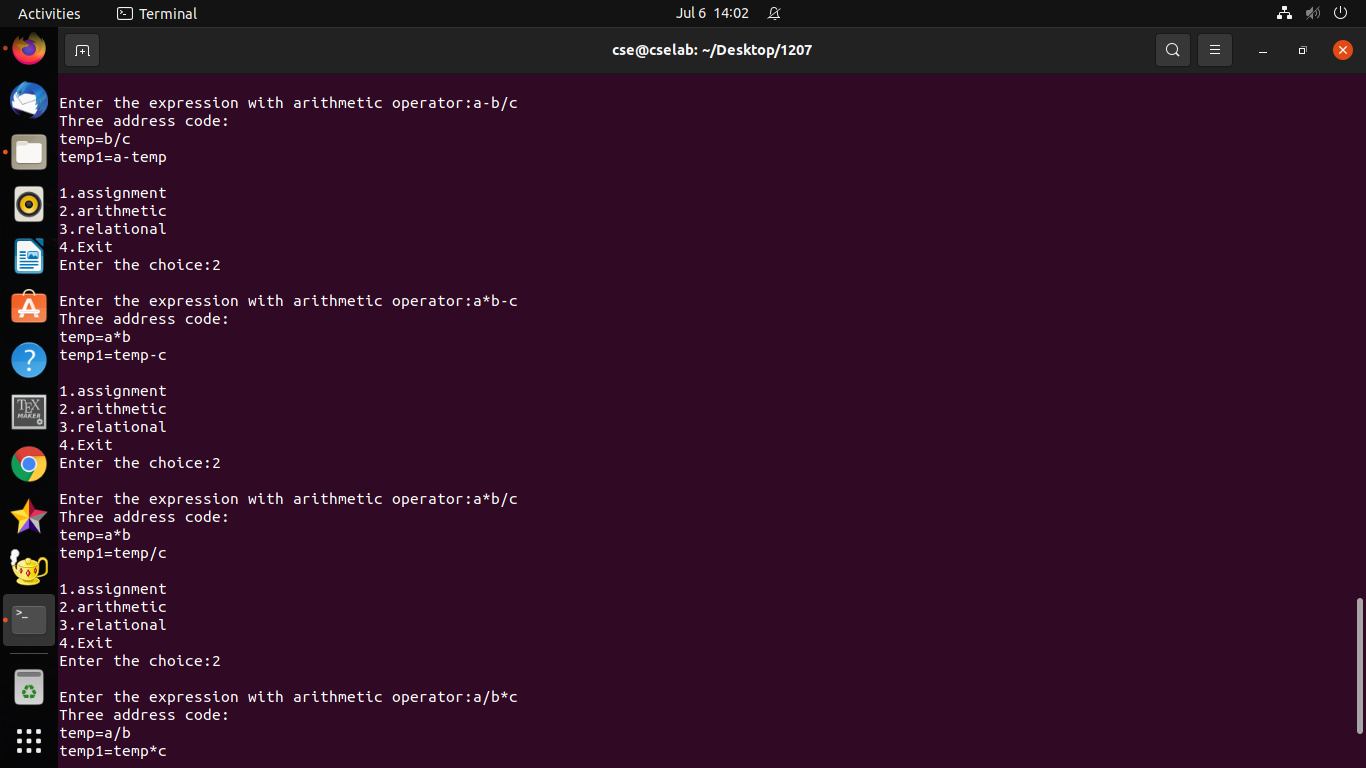 Activities
Terminal
Jul 6 14:02
cse@cselab: ~/Desktop/1207
Enter the expression with arithmetic operator:a-b/c
Three address code:
temp=b/c
temp1=a-temp
1.assignment
2.arithmetic
3.relational
4.Exit
Enter the choice:2
Enter the expression with arithmetic operator:a*b-c
Three address code:
temp=a*b
temp1=temp-c
1.assignment
2.arithmetic
3.relational
4.Exit
Enter the choice:2
Enter the expression with arithmetic operator:a*b/c
Three address code:
temp=a*b
temp1=temp/c
1.assignment
2.arithmetic
3.relational
4.Exit
Enter the choice:2
Enter the expression with arithmetic operator:a/b*c
Three address code:
temp=a/b
temp1=temp*c
TEX
MAKER